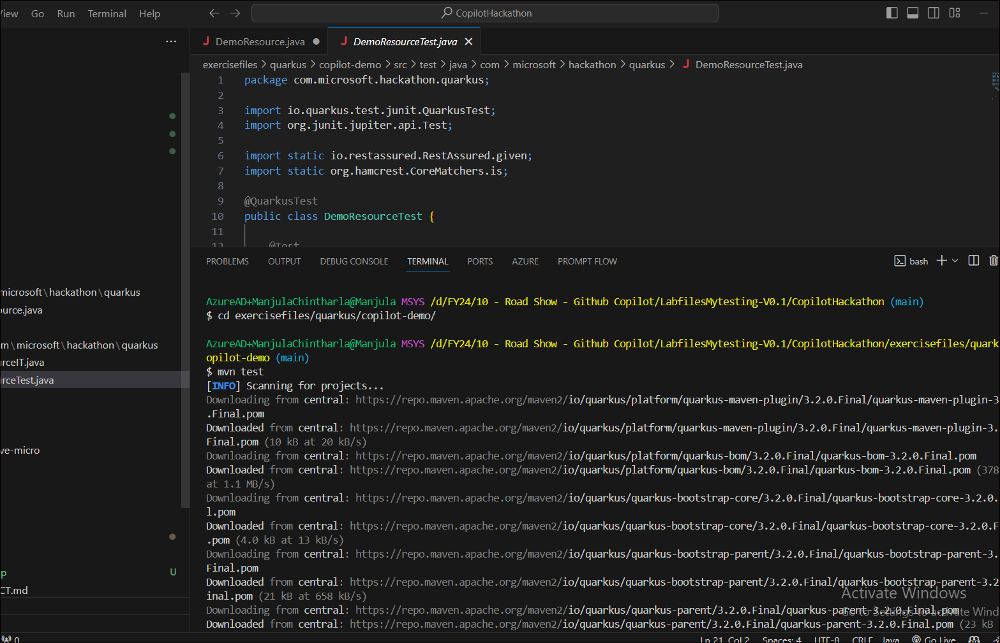 View Go Run Terminal Help CopilotHackathon
DemoResource.java DemoResourceTest.java
exercisefiles > quarkus > copilot-demo > src > test > java > com > microsoft > hackathon > quarkus > DemoResourceTest.java
1 package com.microsoft.hackathon.quarkus;
2
3 import io.quarkus.test.junit.QuarkusTest;
4 import org.junit.jupiter.api.Test;
5
6 import static io.restassured.RestAssured.given;
7 import static org.hamcrest.CoreMatchers.is;
8
9 @QuarkusTest
10 public class DemoResourceTest {
11
12 @Test
microsoft\hackathon\quarkus
ource.java
m\microsoft\hackathon\quarkus
rceIT.java
urceTest.java
ve-micro
p U
CT.md
PROBLEMS OUTPUT DEBUG CONSOLE TERMINAL PORTS AZURE PROMPT FLOW bash
AzureAD+ManjulaChintharla@Manjula MSYS /d/FY24/10 - Road Show - Github Copilot/LabfilesMytesting-V0.1/CopilotHackathon (main)
$ cd exercisefiles/quarkus/copilot-demo/
AzureAD+ManjulaChintharla@Manjula MSYS /d/FY24/10 - Road Show - Github Copilot/LabfilesMytesting-V0.1/CopilotHackathon/exercisefiles/quark
opilot-demo (main)
$ mvn test
[INFO] Scanning for projects...
Downloading from central: https://repo.maven.apache.org/maven2/io/quarkus/platform/quarkus-maven-plugin/3.2.0.Final/quarkus-maven-plugin-3
.Final.pom
Downloaded from central: https://repo.maven.apache.org/maven2/io/quarkus/platform/quarkus-maven-plugin/3.2.0.Final/quarkus-maven-plugin-3.
Final.pom (10 kB at 20 kB/s)
Downloading from central: https://repo.maven.apache.org/maven2/io/quarkus/platform/quarkus-bom/3.2.0.Final/quarkus-bom-3.2.0.Final.pom
Downloaded from central: https://repo.maven.apache.org/maven2/io/quarkus/platform/quarkus-bom/3.2.0.Final/quarkus-bom-3.2.0.Final.pom (378
at 1.1 MB/s)
Downloading from central: https://repo.maven.apache.org/maven2/io/quarkus/quarkus-bootstrap-core/3.2.0.Final/quarkus-bootstrap-core-3.2.0.
l.pom
Downloaded from central: https://repo.maven.apache.org/maven2/io/quarkus/quarkus-bootstrap-core/3.2.0.Final/quarkus-bootstrap-core-3.2.0.F
.pom (4.0 kB at 13 kB/s)
Downloading from central: https://repo.maven.apache.org/maven2/io/quarkus/quarkus-bootstrap-parent/3.2.0.Final/quarkus-bootstrap-parent-3.
Final.pom
Downloaded from central: https://repo.maven.apache.org/maven2/io/quarkus/quarkus-bootstrap-parent/3.2.0.Final/quarkus-bootstrap-parent-3.2
inal.pom (21 kB at 658 kB/s)
Downloading from central: https://repo.maven.apache.org/maven2/io/quarkus/quarkus-parent/3.2.0.Final/quarkus-parent-3.2.0.Final.pom
Downloaded from central: https://repo.maven.apache.org/maven2/io/quarkus/quarkus-parent/3.2.0.Final/quarkus-parent-3.2.0.Final.pom (23 kB
Activate Windows
Go to Settings to activate Wind
0 Ln 21, Col 2 Spaces: 4 UTF-8 CRLF Java Go Live